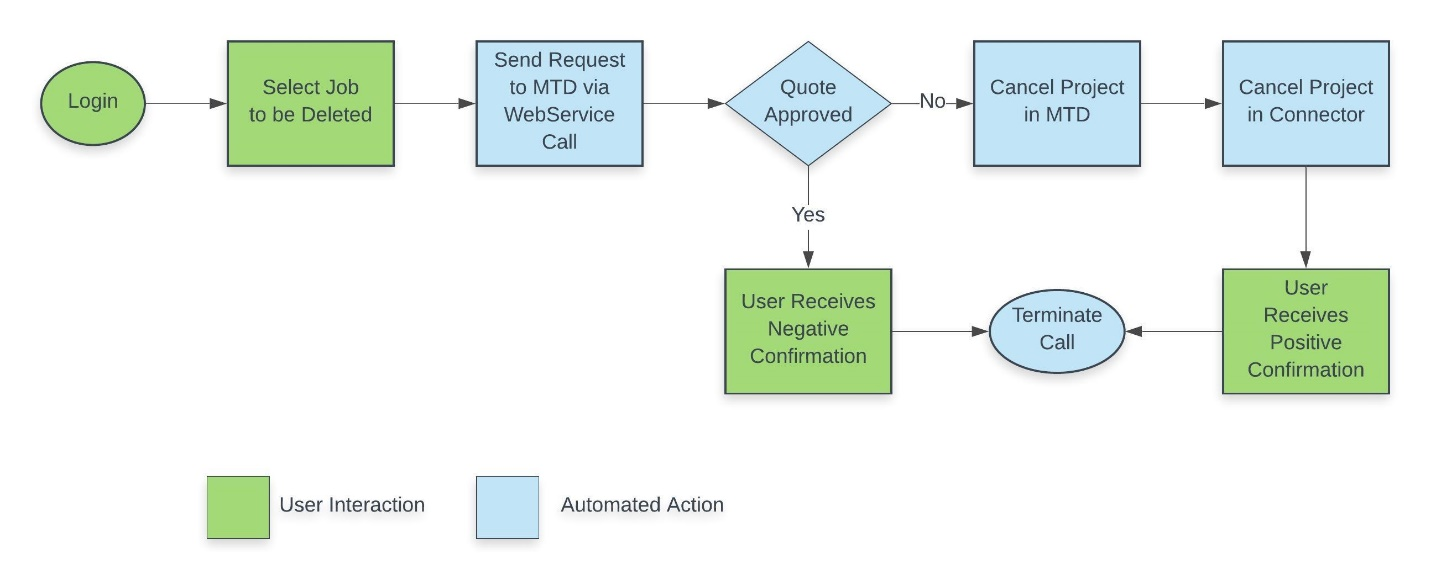 Login
Select Job
to be Deleted
Send Request
to MTD via
WebService
Call
Quote
Approved
No
Cancel Project
in MTD
Cancel Project
in Connector
Yes
User Receives
Negative
Confirmation
Terminate
Call
User
Receives
Positive
Confirmation
User Interaction
Automated Action